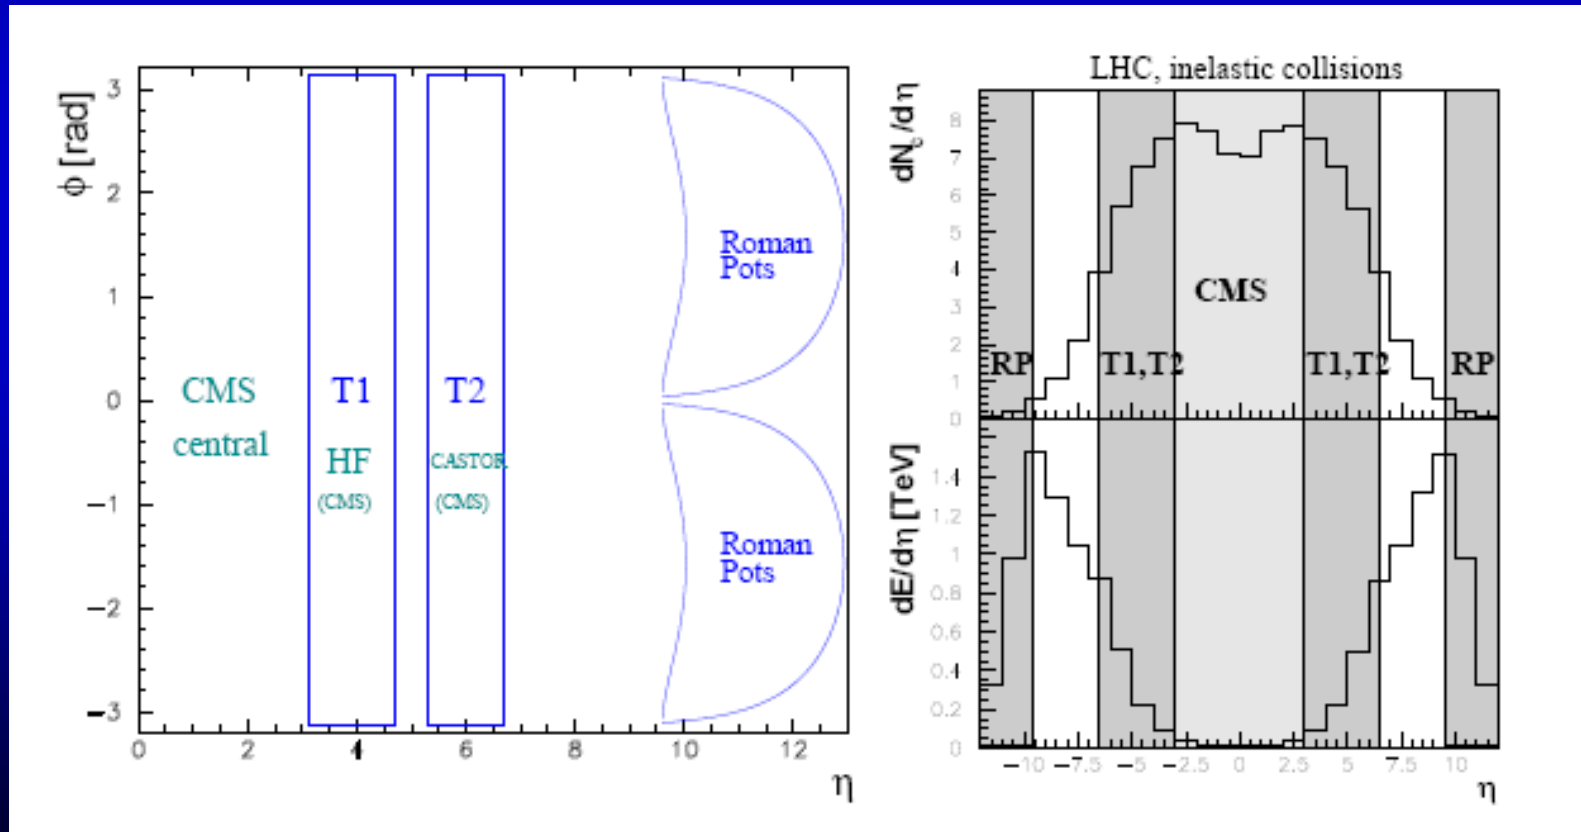 ϕ [rad]
3
2
1
0
−1
−2
−3
0 2 4 6 8 10 12
η
CMS
central
T1
HF
(CMS)
T2
CASTOR
(CMS)
Roman
Pots
Roman
Pots
LHC, inelastic collisions
dNc/dη
8
7
6
5
4
3
2
1
0
RP
T1,T2
CMS
T1,T2
RP
dE/dη [TeV]
1.4
1.2
1
0.8
0.6
0.4
0.2
0
−10 −7.5 −5 −2.5 0 2.5 5 7.5 10
η